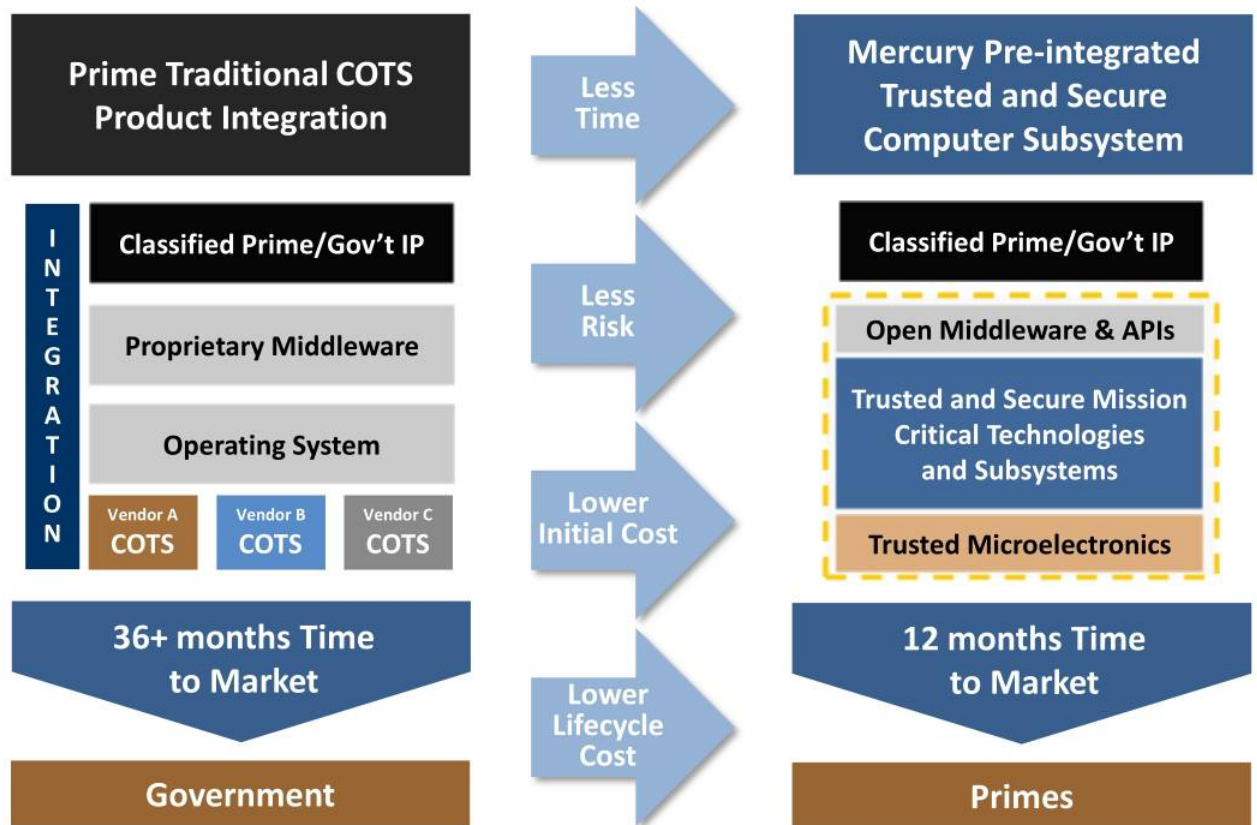 Prime Traditional COTS
Product Integration
INTEGRATION
Classified Prime/Gov't IP
Proprietary Middleware
Operating System
Vendor A
COTS
Vendor B
COTS
Vendor C
COTS
36+ months Time
to Market
Government
Less
Time
Less
Risk
Lower
Initial Cost
Lower
Lifecycle
Cost
Mercury Pre-integrated
Trusted and Secure
Computer Subsystem
Classified Prime/Gov't IP
Open Middleware & APIs
Trusted and Secure Mission
Critical Technologies
and Subsystems
Trusted Microelectronics
12 months Time
to Market
Primes